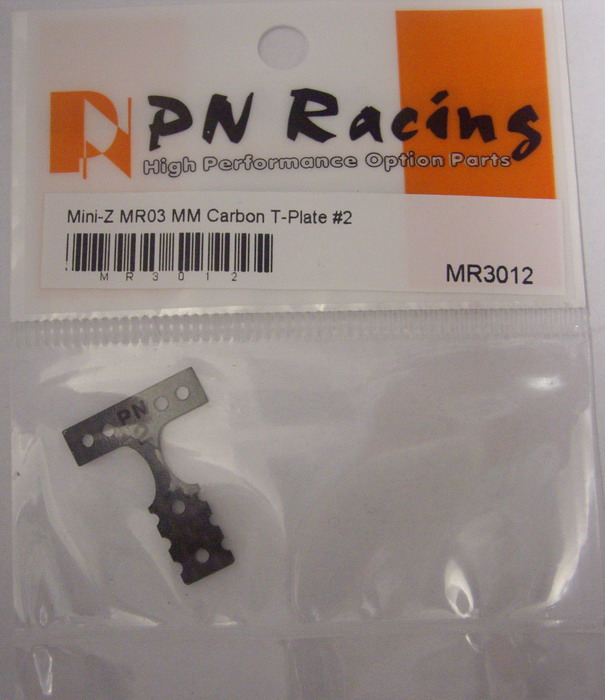 PN Racing
High Performance Option Parts
Mini-Z MR03 MM Carbon T-Plate #2
MR3012
MR3012
PN
2